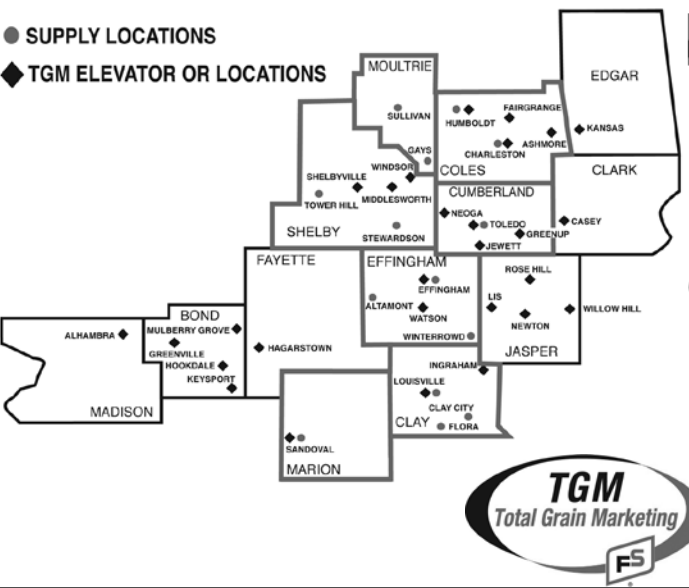 SUPPLY LOCATIONS
TGM ELEVATOR OR LOCATIONS
MOULTRIE
SULLIVAN
GAYS
EDGAR
KANSAS
FAIRGRANGE
HUMBOLDT
ASHMORE
CHARLESTON
COLES
CLARK
CASEY
WINDSOR
SHELBYVILLE
MIDDLESWORTH
TOWER HILL
SHELBY
STEWARDSON
CUMBERLAND
NEOGA
TOLEDO
GREENUP
JEWETT
FAYETTE
HAGARSTOWN
EFFINGHAM
EFFINGHAM
ALTAMONT
WATSON
WINTERROWD
ROSE HILL
LIS
WILLOW HILL
NEWTON
JASPER
BOND
MULBERRY GROVE
GREENVILLE
HOOKDALE
KEYSPORT
ALHAMBRA
MADISON
INGRAHAM
LOUISVILLE
CLAY CITY
CLAY
FLORA
SANDOVAL
MARION
TGM
Total Grain Marketing
FS